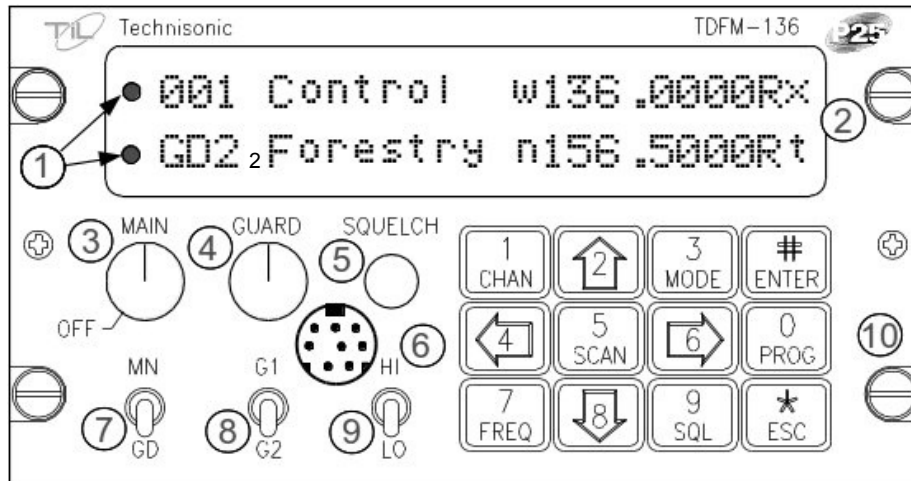 TiL Technisonic TDFM-136 P25
001 Control w136.0000Rx
GD2 2 Forestry n156.5000Rt
1
2
3 MAIN 4 GUARD SQUELCH
5
OFF
6
1 CHAN 2 3 MODE # ENTER
4 5 SCAN 6 0 PROG
7 FREQ 8 9 SQL * ESC
10
MN G1 HI
7 8 9
GD G2 LO